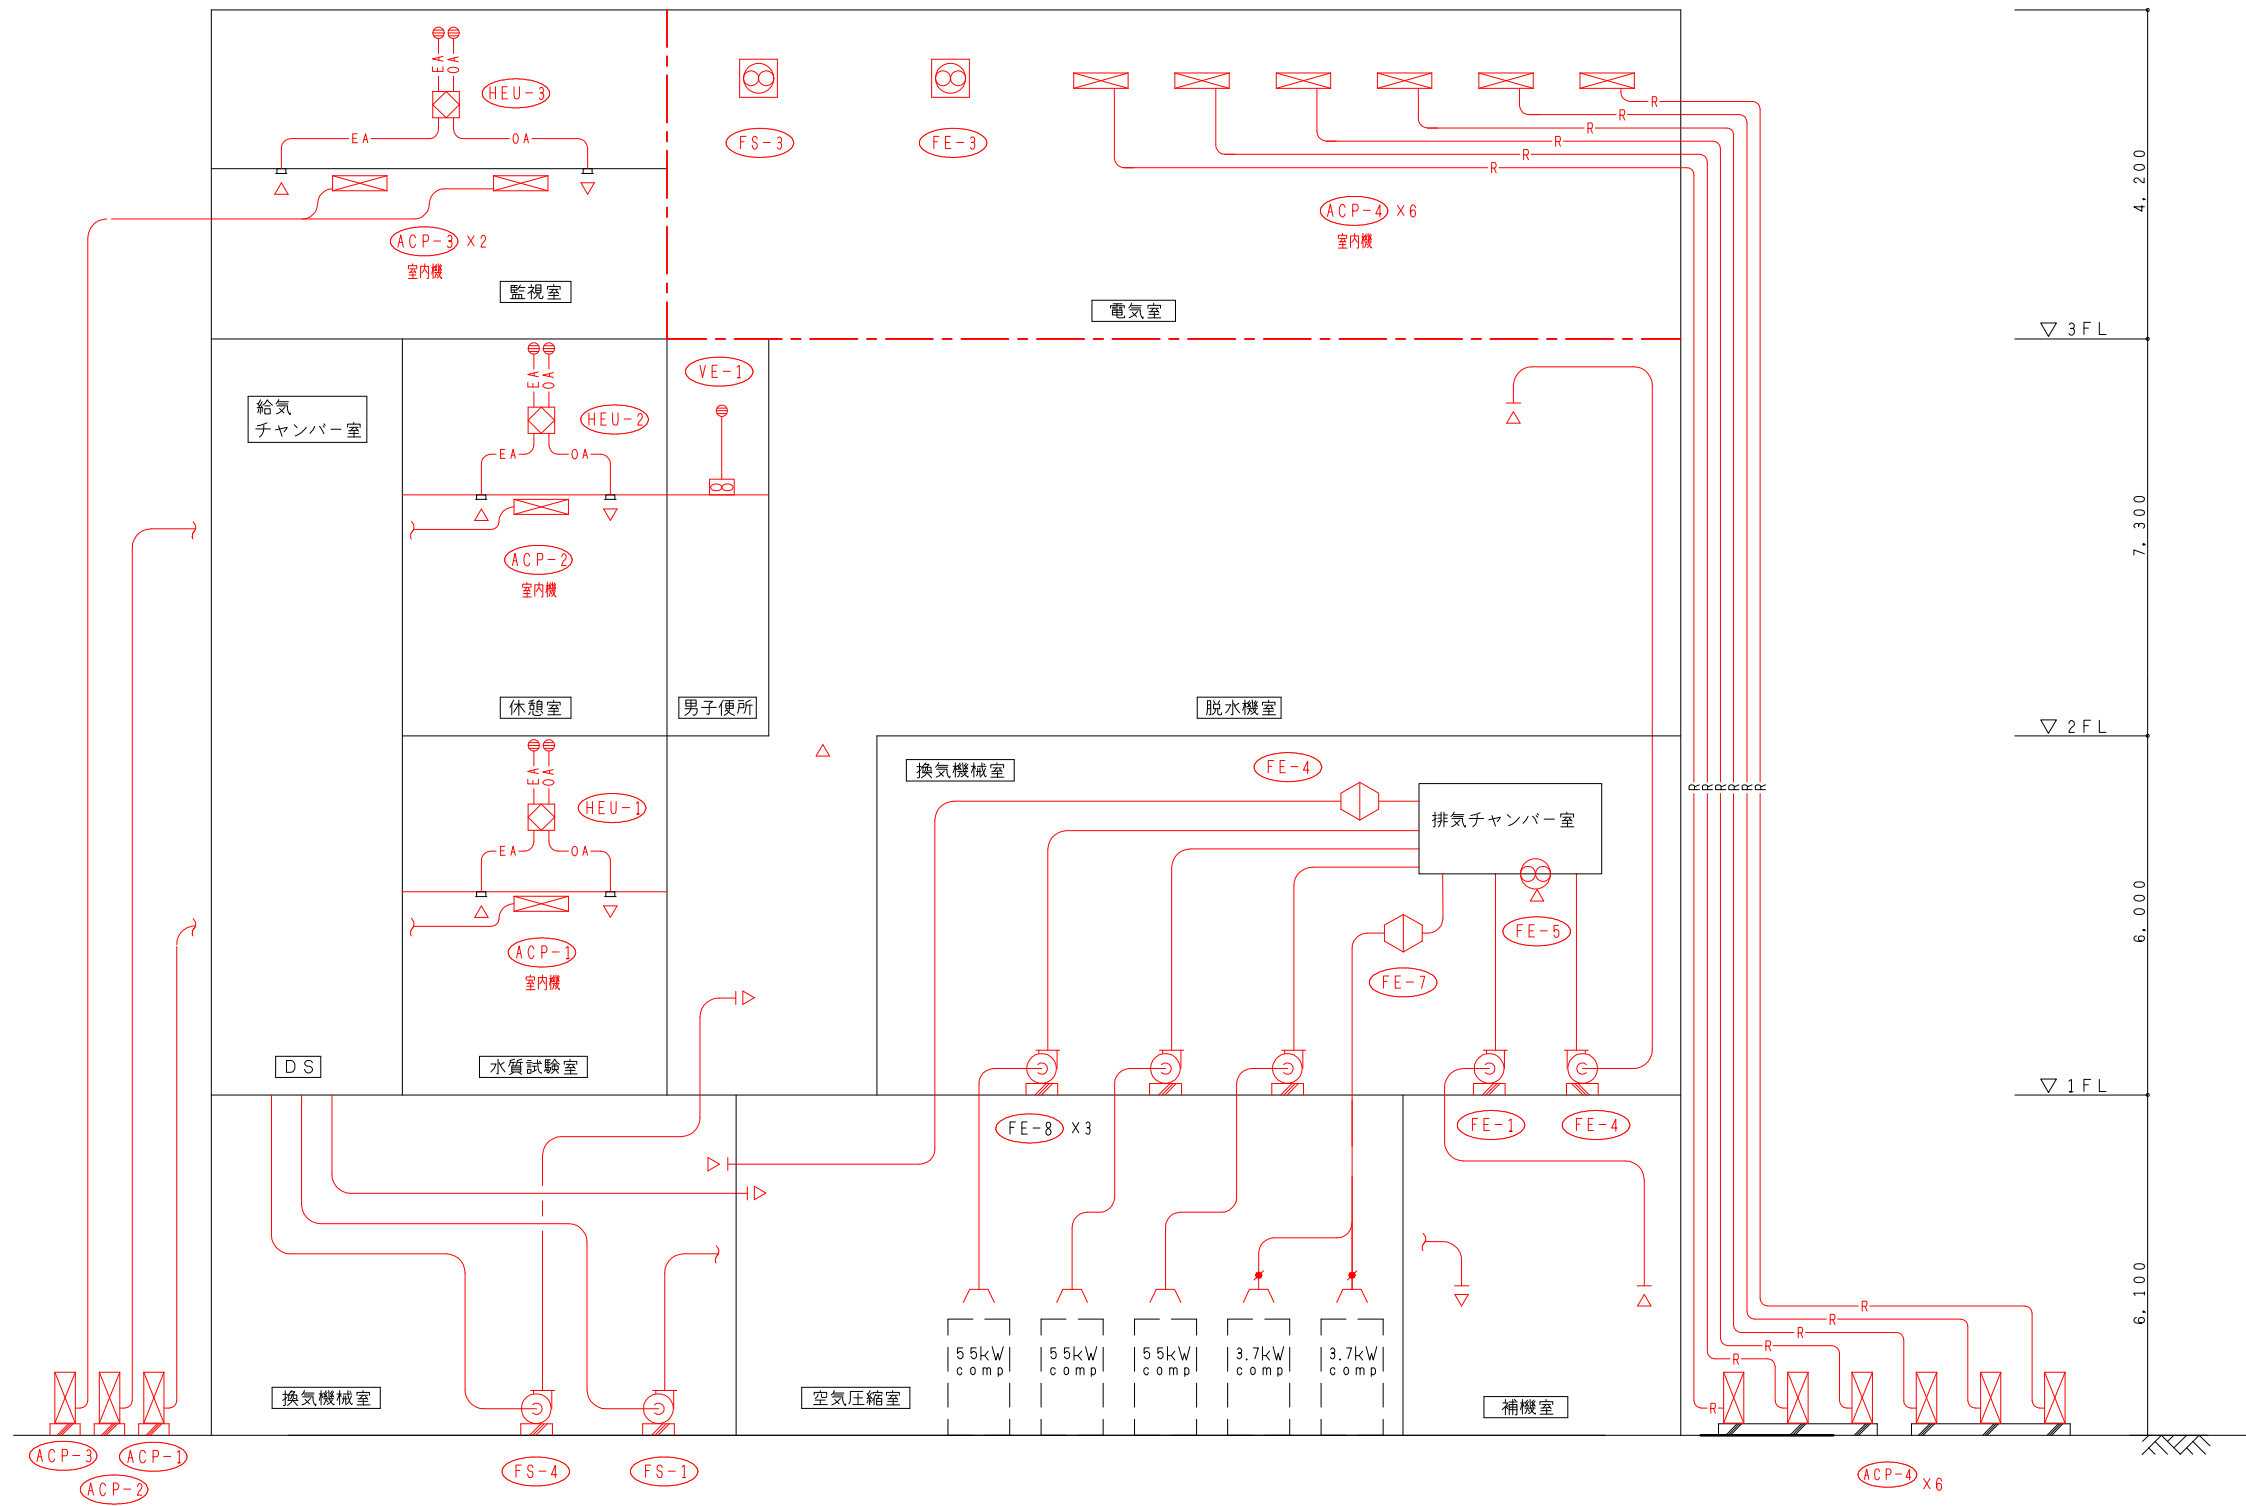 EA
OA
HEU-3
EA
OA
FS-3
FE-3
R
R
R
R
R
R
ACP-3 ×2
室内機
ACP-4 ×6
室内機
監視室
電気室
4,200
▽ 3FL
給気
チャンバー室
EA
OA
HEU-2
EA
OA
VE-1
ACP-2
室内機
7,300
休憩室
男子便所
脱水機室
▽ 2FL
EA
OA
HEU-1
EA
OA
換気機械室
FE-4
排気チャンバー室
R R R R R R
ACP-1
室内機
FE-5
FE-7
6,000
DS
水質試験室
▽ 1FL
FE-8 ×3
FE-1
FE-4
55kW
comp
55kW
comp
55kW
comp
3.7kW
comp
3.7kW
comp
R
R
R
R
R
R
6,100
換気機械室
空気圧縮室
補機室
ACP-3
ACP-1
ACP-2
FS-4
FS-1
ACP-4 ×6